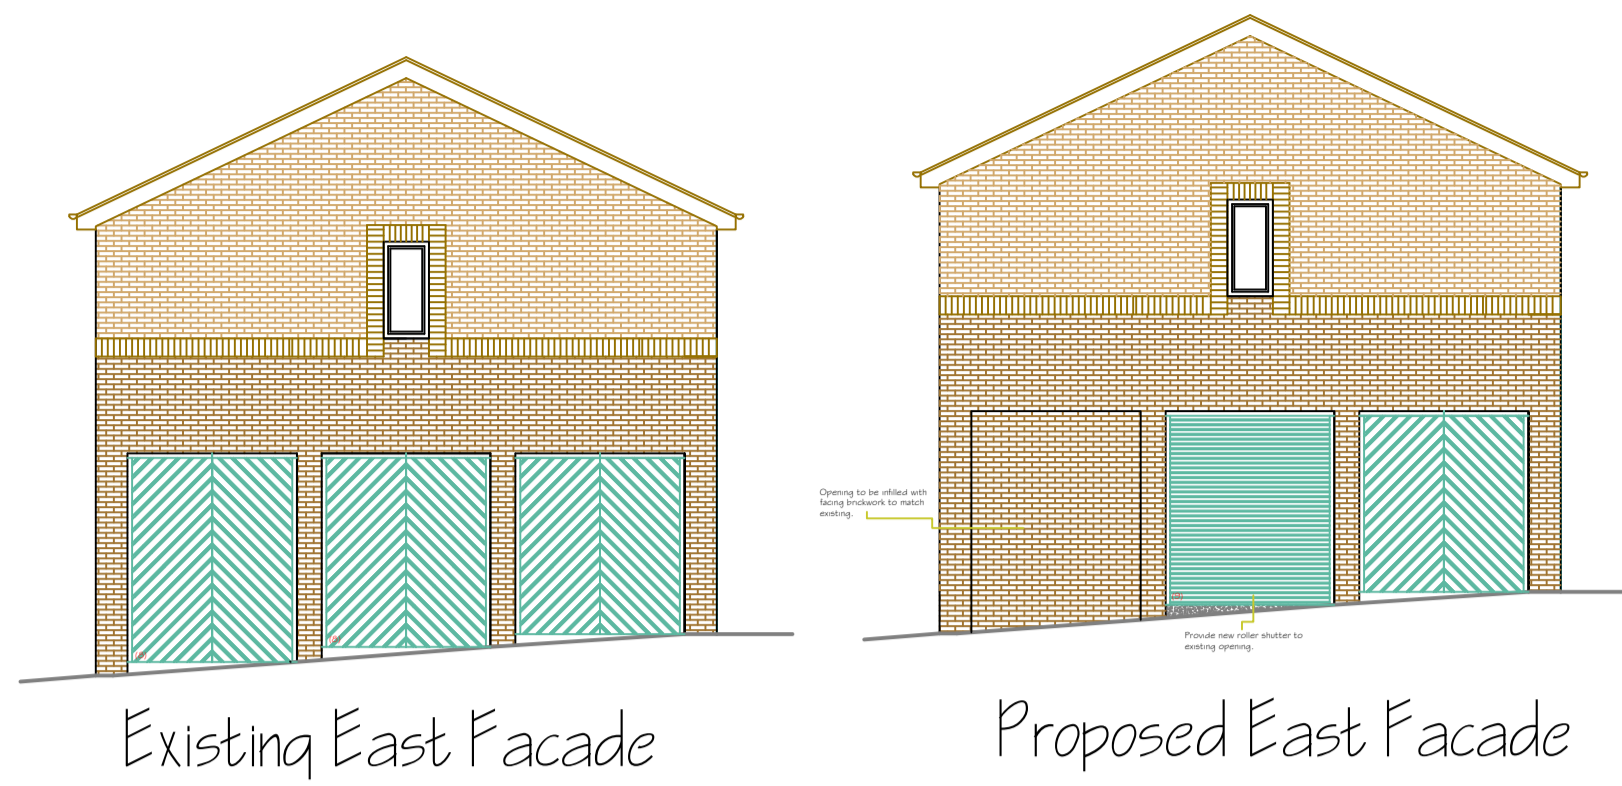 Opening to be infilled with
facing brickwork to match
existing.
Provide new roller shutter to
existing opening.
Existing East Facade
Proposed East Facade